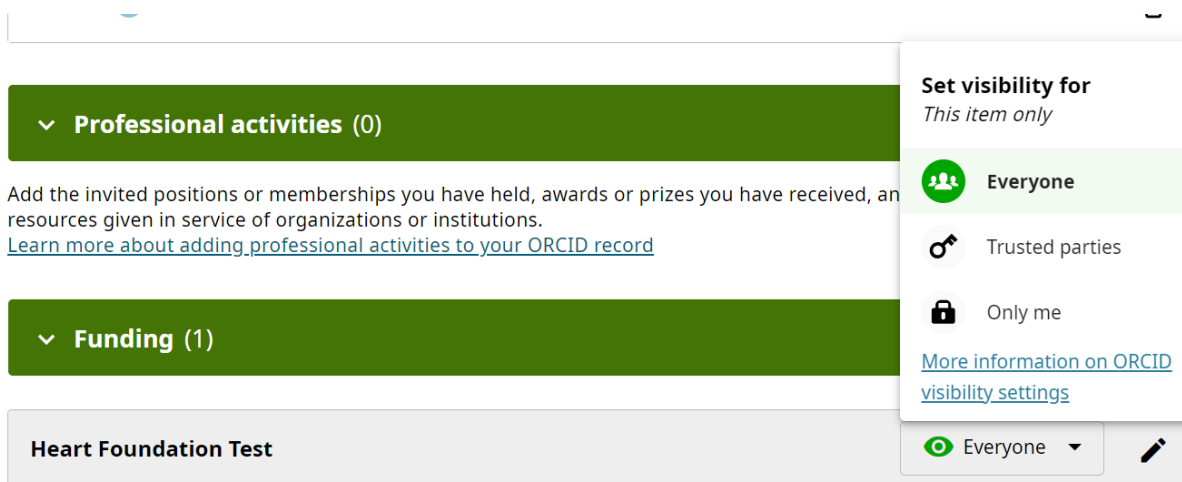 Set visibility for
This item only
Professional activities (0)
Everyone
Add the invited positions or memberships you have held, awards or prizes you have received, an
resources given in service of organizations or institutions.
Learn more about adding professional activities to your ORCID record
Trusted parties
Only me
Funding (1)
More information on ORCID
visibility settings
Heart Foundation Test
Everyone